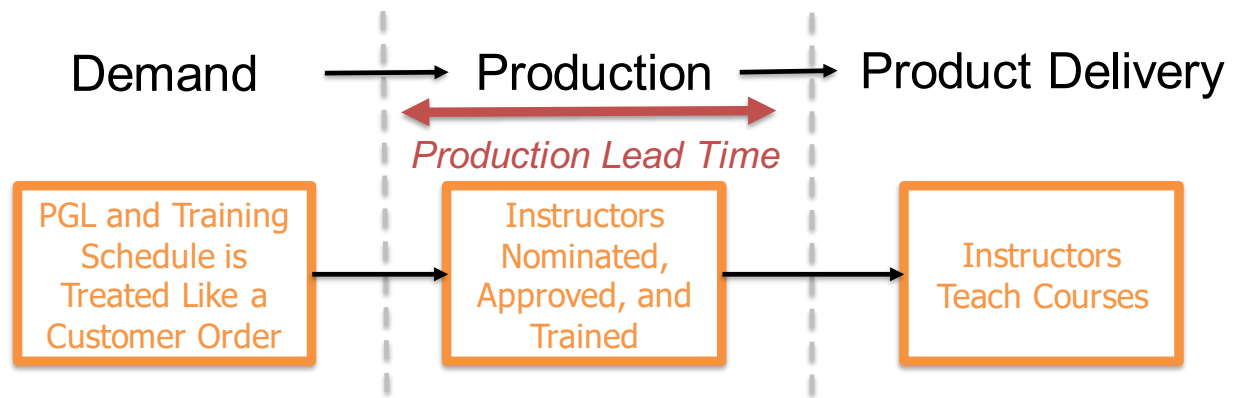 Demand
Production
Product Delivery
Production Lead Time
PGL and Training
Schedule is
Treated Like a
Customer Order
Instructors
Nominated,
Approved, and
Trained
Instructors
Teach Courses